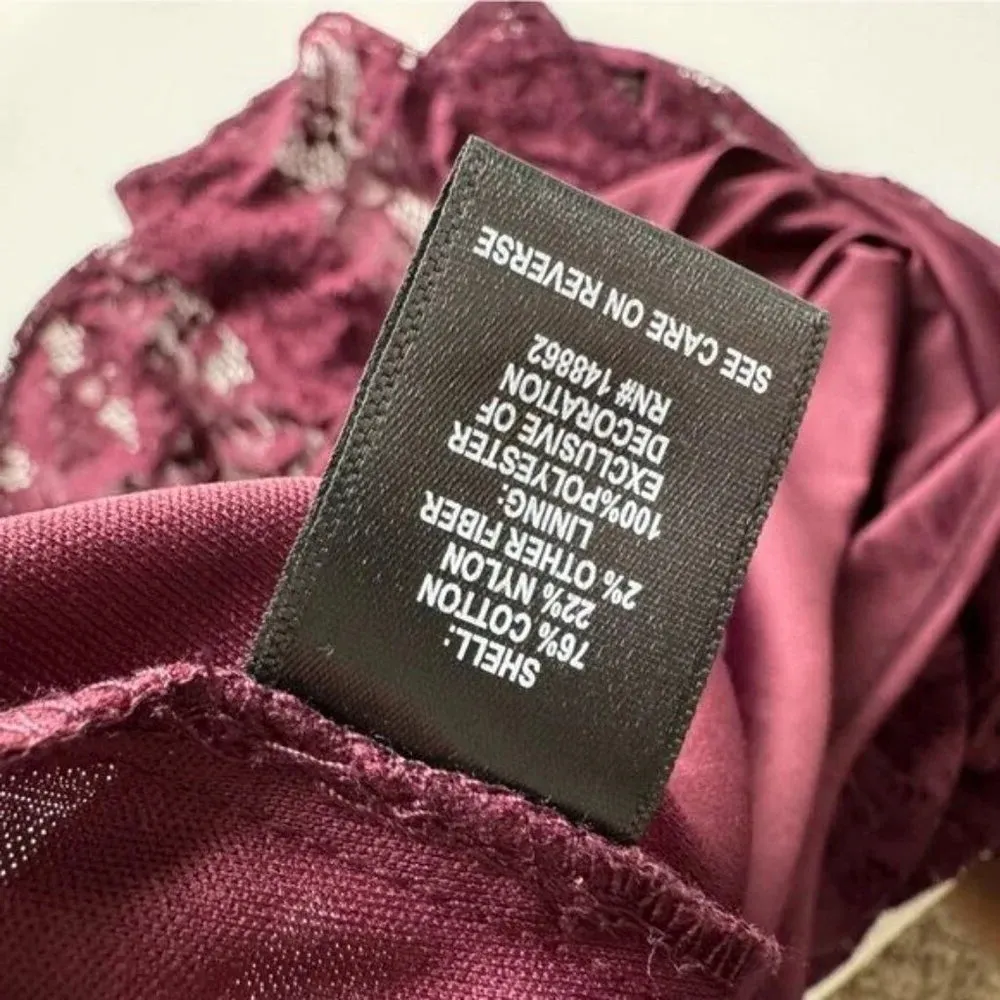 SHELL:
76% COTTON
22% NYLON
2% OTHER FIBER
LINING:
100%POLYESTER
EXCLUSIVE OF
DECORATION
RN# 148862
SEE CARE ON REVERSE